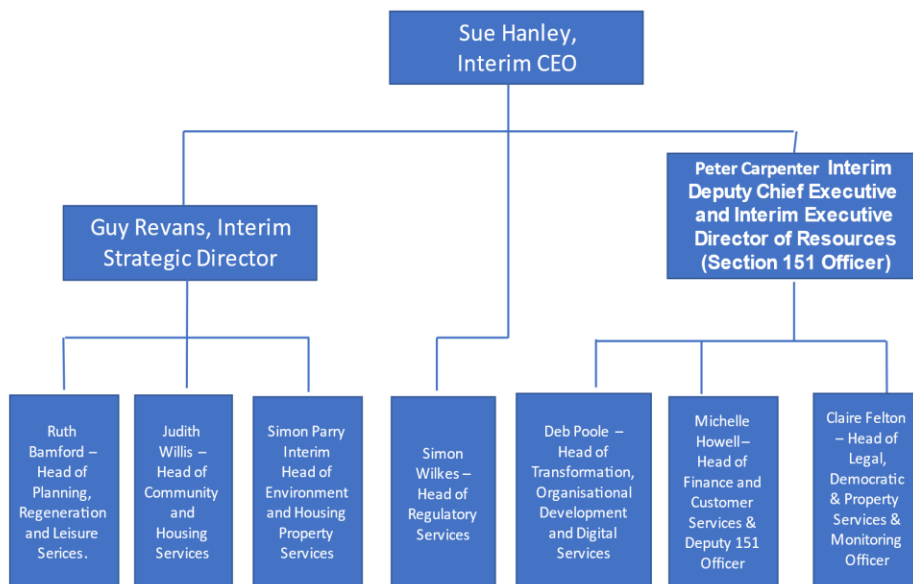 Sue Hanley,
Interim CEO
Guy Revans, Interim
Strategic Director
Peter Carpenter Interim
Deputy Chief Executive
and Interim Executive
Director of Resources
(Section 151 Officer)
Ruth
Bamford –
Head of
Planning,
Regeneration
and Leisure
Serices.
Judith
Willis –
Head of
Community
and
Housing
Services
Simon Parry
Interim
Head of
Environment
and Housing
Property
Services
Simon
Wilkes –
Head of
Regulatory
Services
Deb Poole –
Head of
Transformation,
Organisational
Development
and Digital
Services
Michelle
Howell–
Head of
Finance and
Customer
Services &
Deputy 151
Officer
Claire Felton
– Head of
Legal,
Democratic
& Property
Services &
Monitoring
Officer